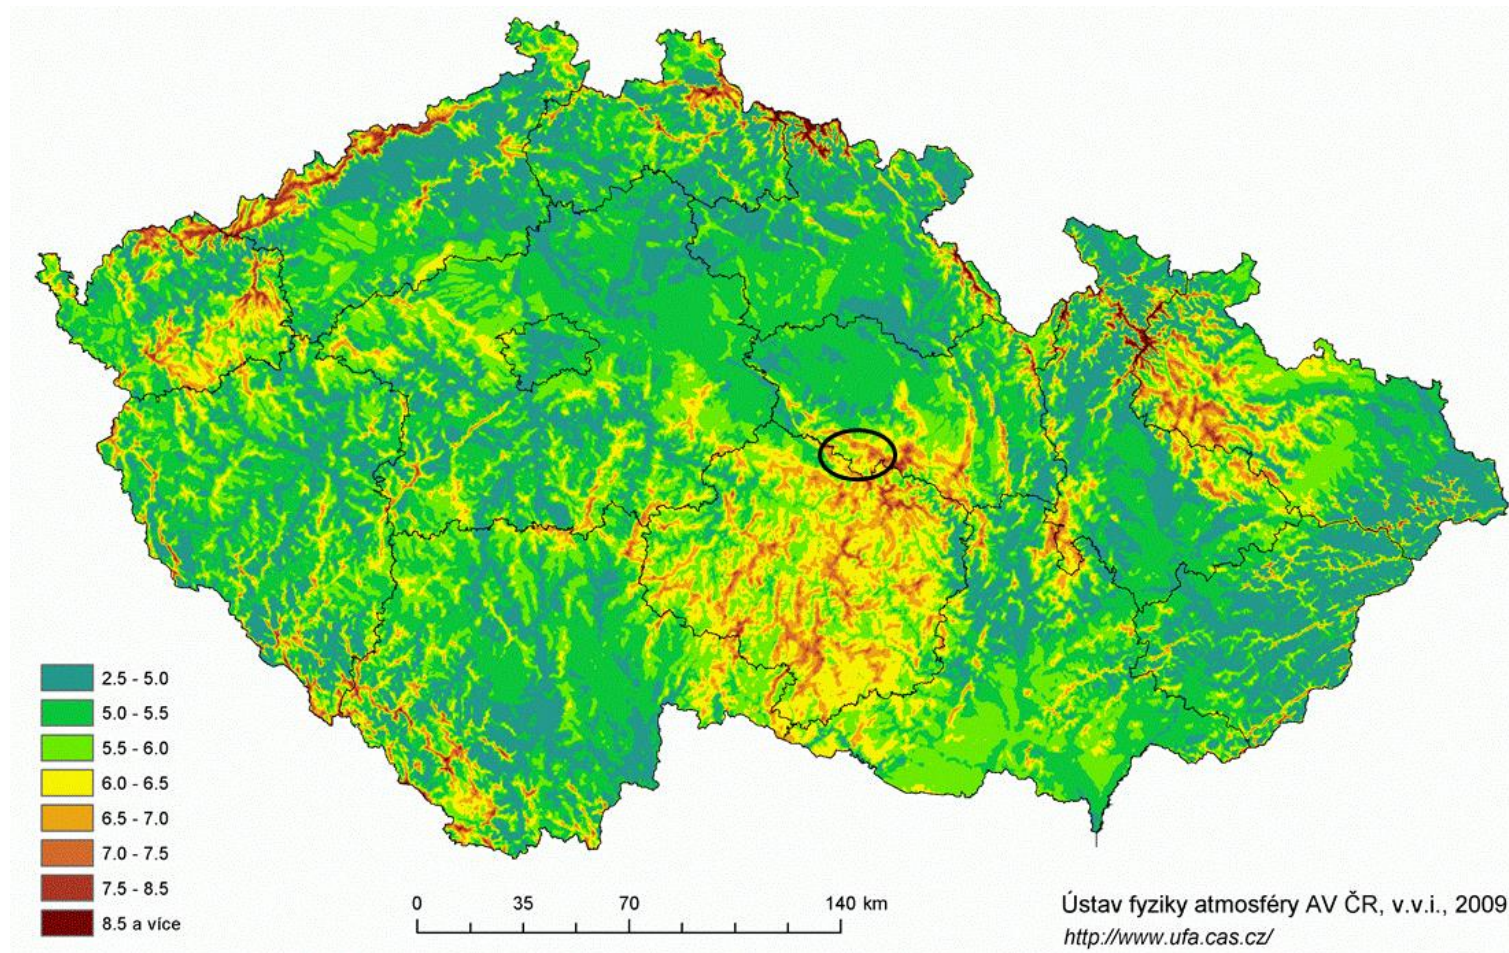 2.5 - 5.0
5.0 - 5.5
5.5 - 6.0
6.0 - 6.5
6.5 - 7.0
7.0 - 7.5
7.5 - 8.5
8.5 a více
0 35 70 140 km
Ústav fyziky atmosféry AV ČR, v.v.i., 2009
http://www.ufa.cas.cz/